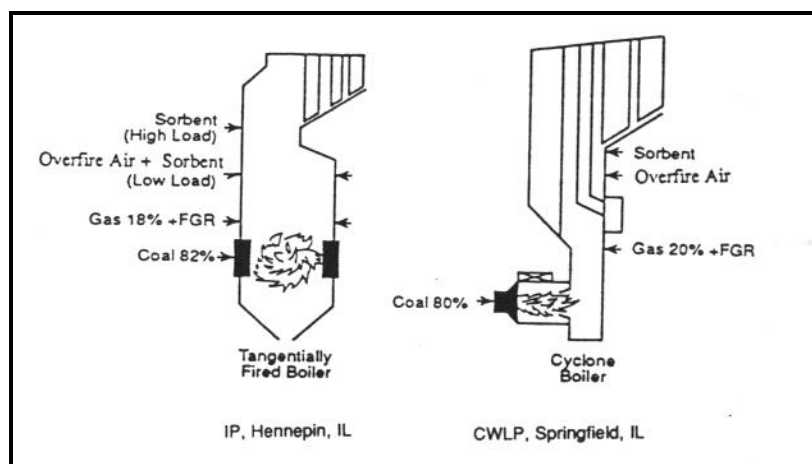 Sorbent
(High Load)
Overfire Air + Sorbent
(Low Load)
Gas 18% +FGR
Coal 82%
Tangentially
Fired Boiler
IP, Hennepin, IL
Sorbent
Overfire Air
Gas 20% +FGR
Coal 80%
Cyclone
Boiler
CWLP, Springfield, IL